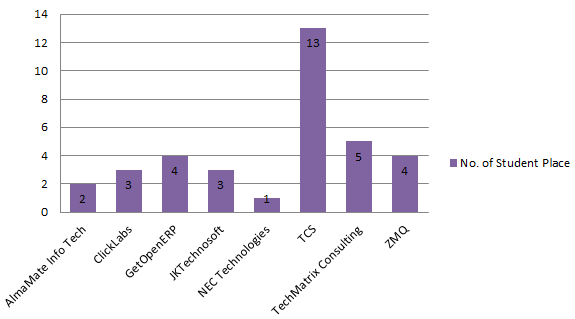 14
12
10
8
6
4
2
0
2
3
4
3
1
13
5
4
AlmaMate Info Tech
ClickLabs
GetOpenERP
JKTechnosoft
NEC Technologies
TCS
TechMatrix Consulting
ZMQ
No. of Student Place